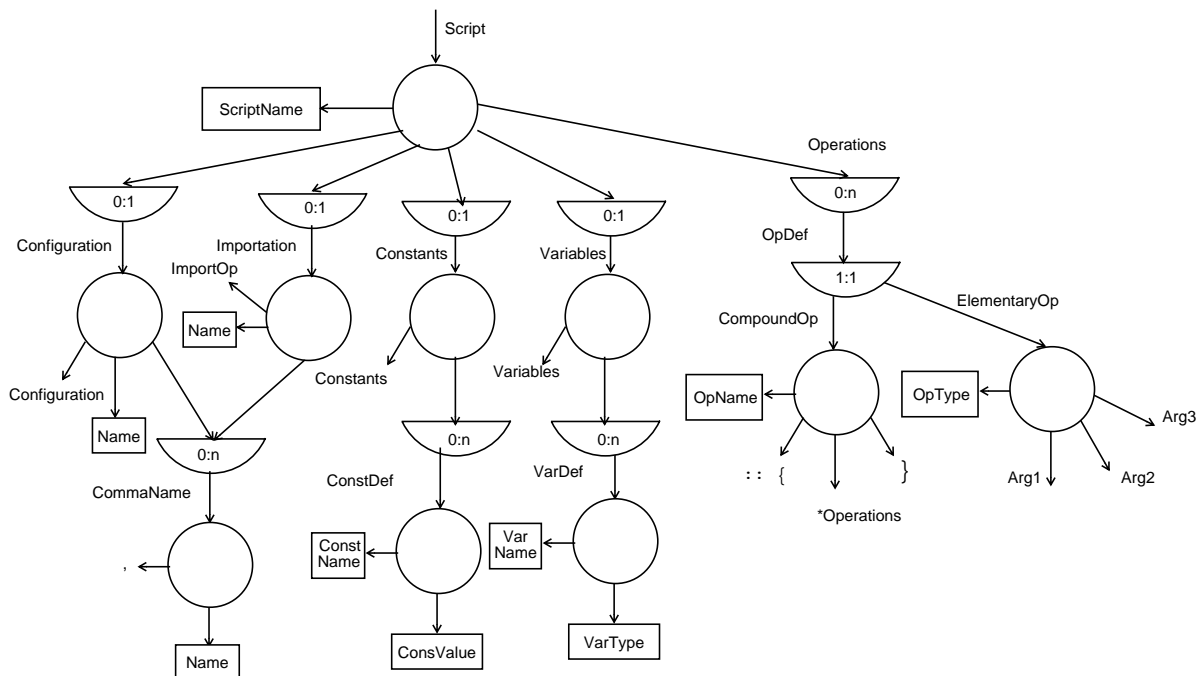 Script
ScriptName
Operations
0:1
0:1
0:1
0:1
0:n
Configuration
Importation
Constants
Variables
OpDef
ImportOp
1:1
ElementaryOp
Name
CompoundOp
Configuration
Constants
Variables
OpName
OpType
Arg3
Name
0:n
0:n
0:n
: : {
}
Arg1
Arg2
CommaName
ConstDef
VarDef
*Operations
Const
Name
Var
Name
,
Name
ConsValue
VarType